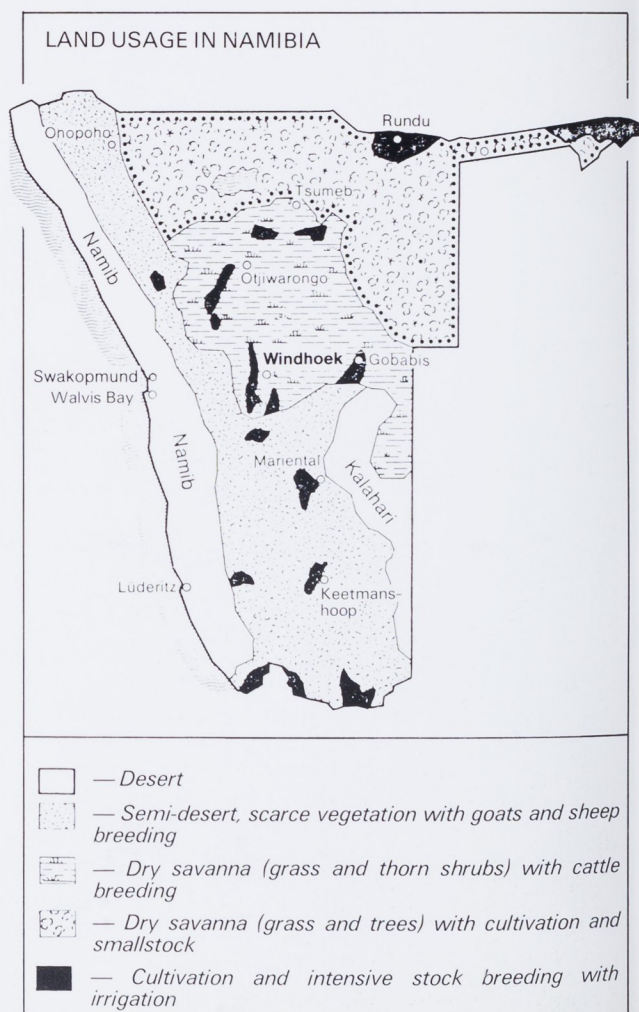 LAND USAGE IN NAMIBIA
Rundu
Onopoho
Tsumeb
Namib
Otjiwarongo
Windhoek
Gobabis
Swakopmund
Walvis Bay
Namib
Mariental
Kalahari
Lüderitz
Keetmans-
hoop
— Desert
— Semi-desert, scarce vegetation with goats and sheep
breeding
— Dry savanna (grass and thorn shrubs) with cattle
breeding
— Dry savanna (grass and trees) with cultivation and
smallstock
— Cultivation and intensive stock breeding with
irrigation